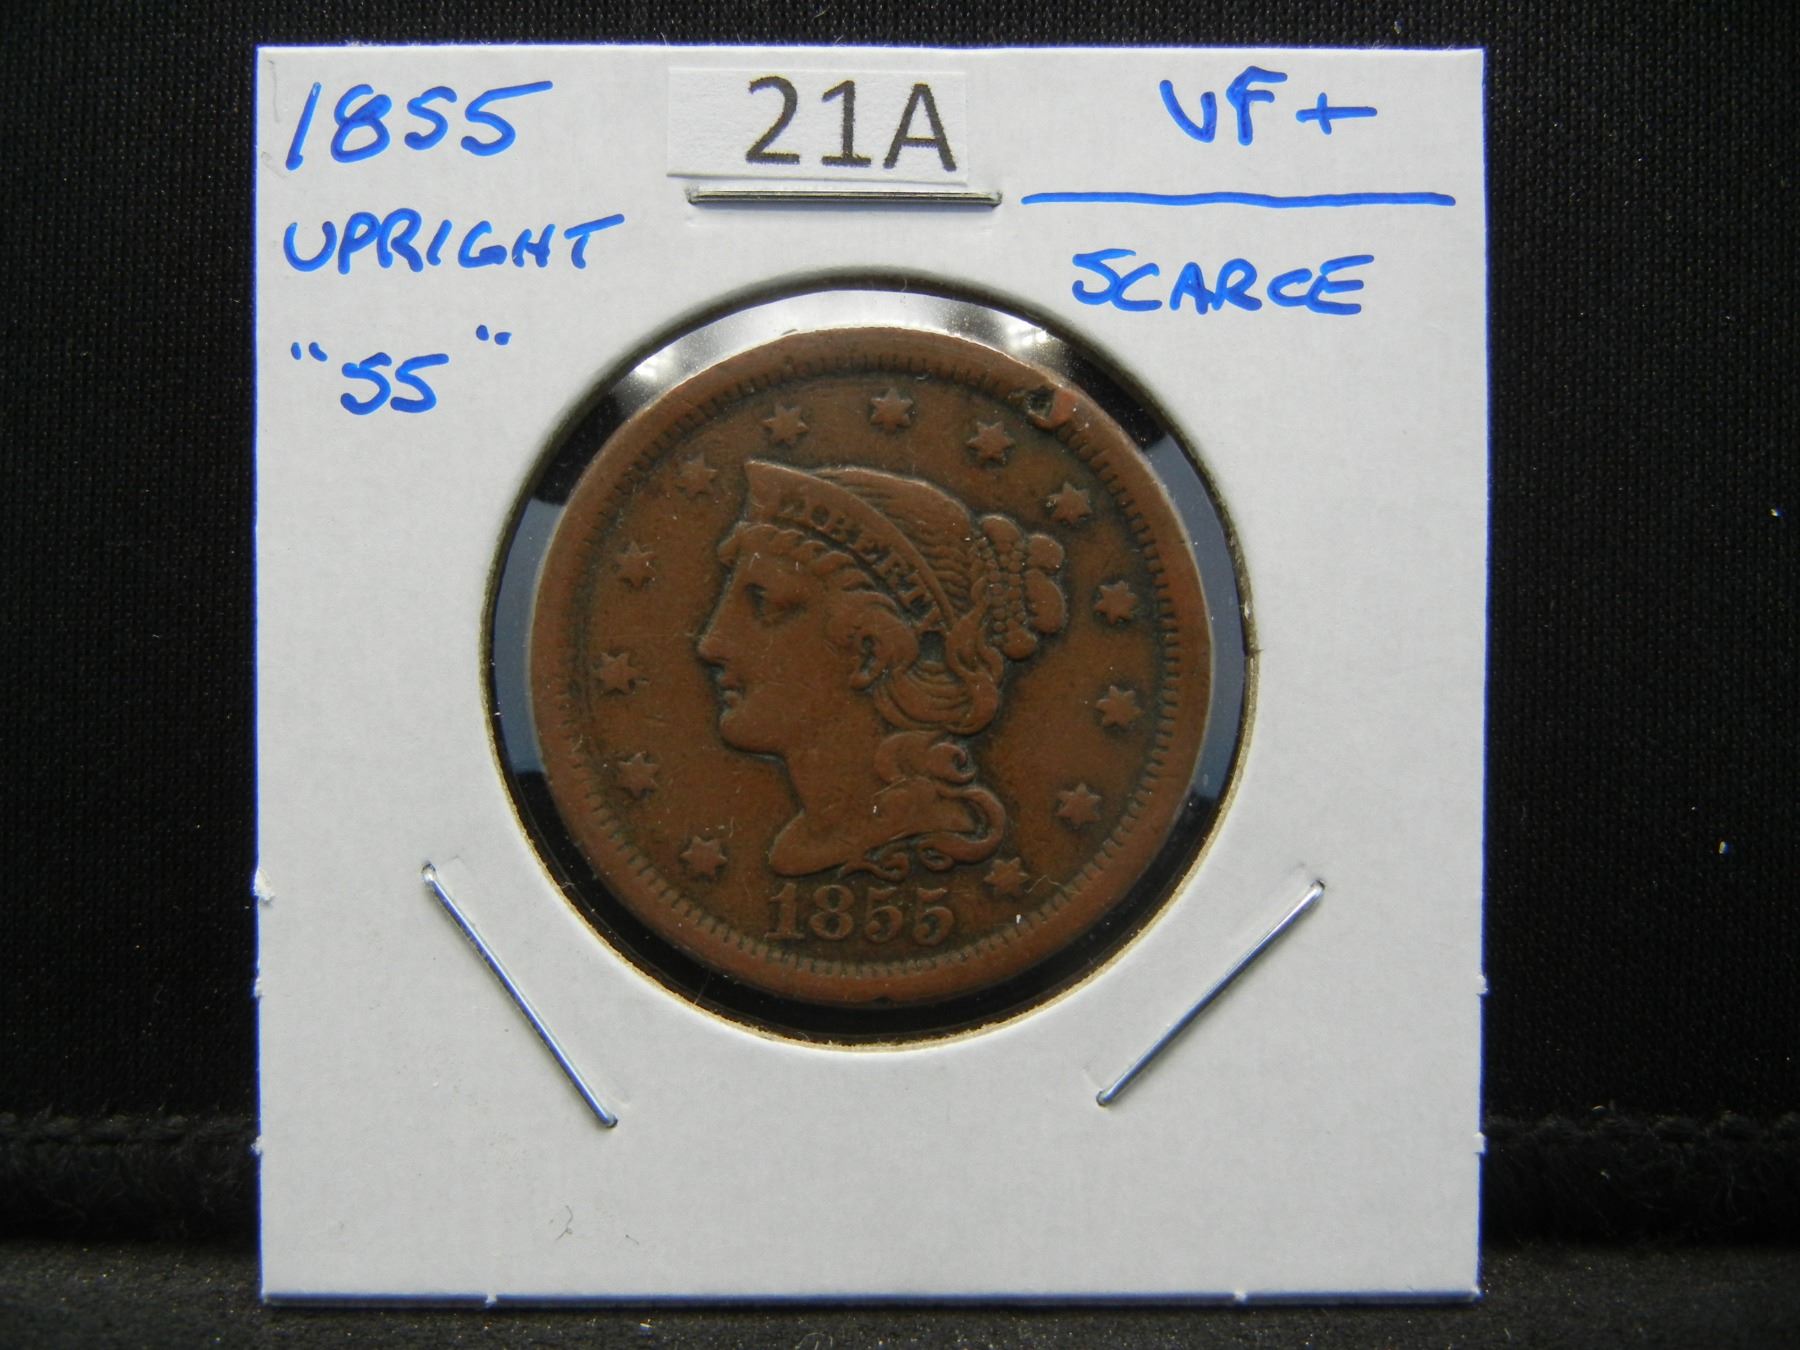 1855
UPRIGHT
"55"
21A
VF+
SCARCE
LIBERTY
1855